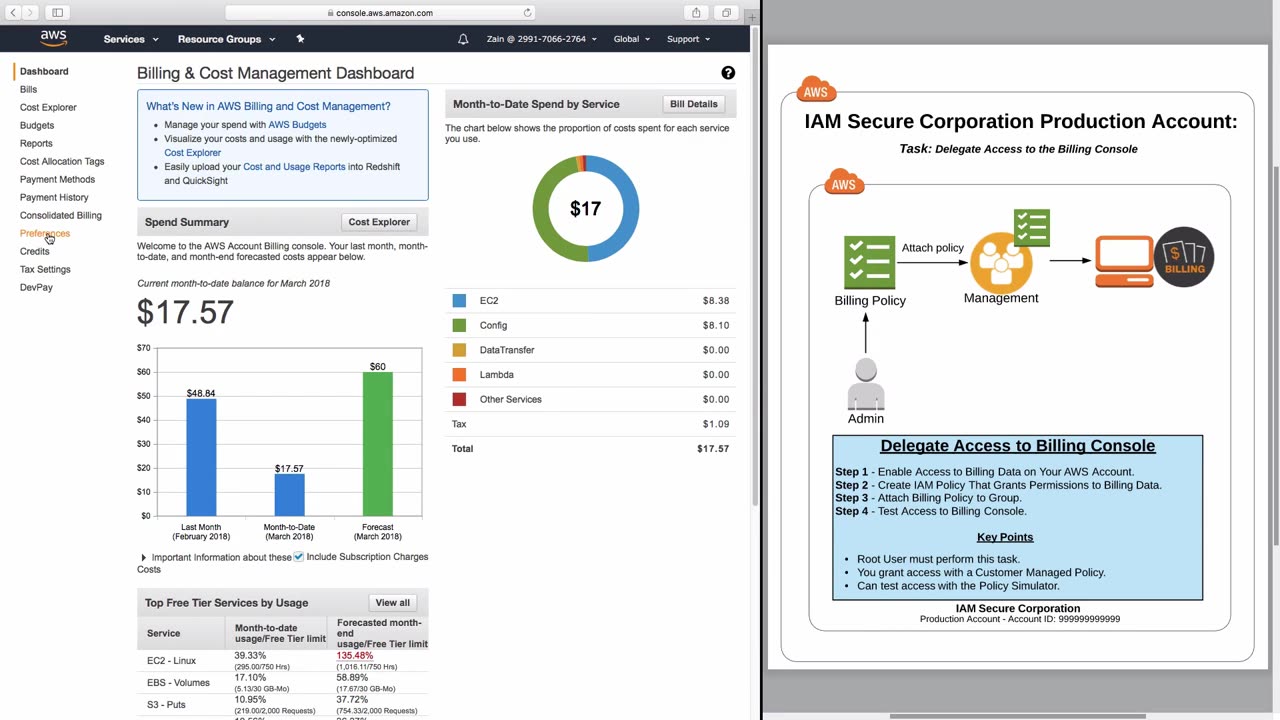 console.aws.amazon.com
aws
Services
Resource Groups
Zain @ 2991-7066-2764
Global
Support
Dashboard
Bills
Cost Explorer
Budgets
Reports
Cost Allocation Tags
Payment Methods
Payment History
Consolidated Billing
Preferences
Credits
Tax Settings
DevPay
Billing & Cost Management Dashboard
?
What's New in AWS Billing and Cost Management?
• Manage your spend with AWS Budgets
• Visualize your costs and usage with the newly-optimized
Cost Explorer
• Easily upload your Cost and Usage Reports into Redshift
and QuickSight
Spend Summary
Cost Explorer
Welcome to the AWS Account Billing console. Your last month, month-
to-date, and month-end forecasted costs appear below.
Current month-to-date balance for March 2018
$17.57
$70
$60
$50
$40
$30
$20
$10
$0
$48.84
$17.57
$60
Last Month
(February 2018)
Month-to-Date
(March 2018)
Forecast
(March 2018)
Important Information about these
Costs
Include Subscription Charges
Top Free Tier Services by Usage
View all
Service
Month-to-date
usage/Free Tier limit
Forecasted month-
end
usage/Free Tier limit
EC2 - Linux
39.33%
(295.00/750 Hrs)
135.48%
(1,016.11/750 Hrs)
EBS - Volumes
17.10%
(5.13/30 GB-Mo)
58.89%
(17.67/30 GB-Mo)
S3 - Puts
10.95%
(219.00/2,000 Requests)
37.72%
(754.33/2,000 Requests)
Month-to-Date Spend by Service
Bill Details
The chart below shows the proportion of costs spent for each service
you use.
$17
EC2 $8.38
Config $8.10
DataTransfer $0.00
Lambda $0.00
Other Services $0.00
Tax $1.09
Total $17.57
AWS
IAM Secure Corporation Production Account:
Task: Delegate Access to the Billing Console
AWS
Attach policy
Billing Policy
Management
$
BILLING
Admin
Delegate Access to Billing Console
Step 1 - Enable Access to Billing Data on Your AWS Account.
Step 2 - Create IAM Policy That Grants Permissions to Billing Data.
Step 3 - Attach Billing Policy to Group.
Step 4 - Test Access to Billing Console.
Key Points
• Root User must perform this task.
• You grant access with a Customer Managed Policy.
• Can test access with the Policy Simulator.
IAM Secure Corporation
Production Account - Account ID: 999999999999